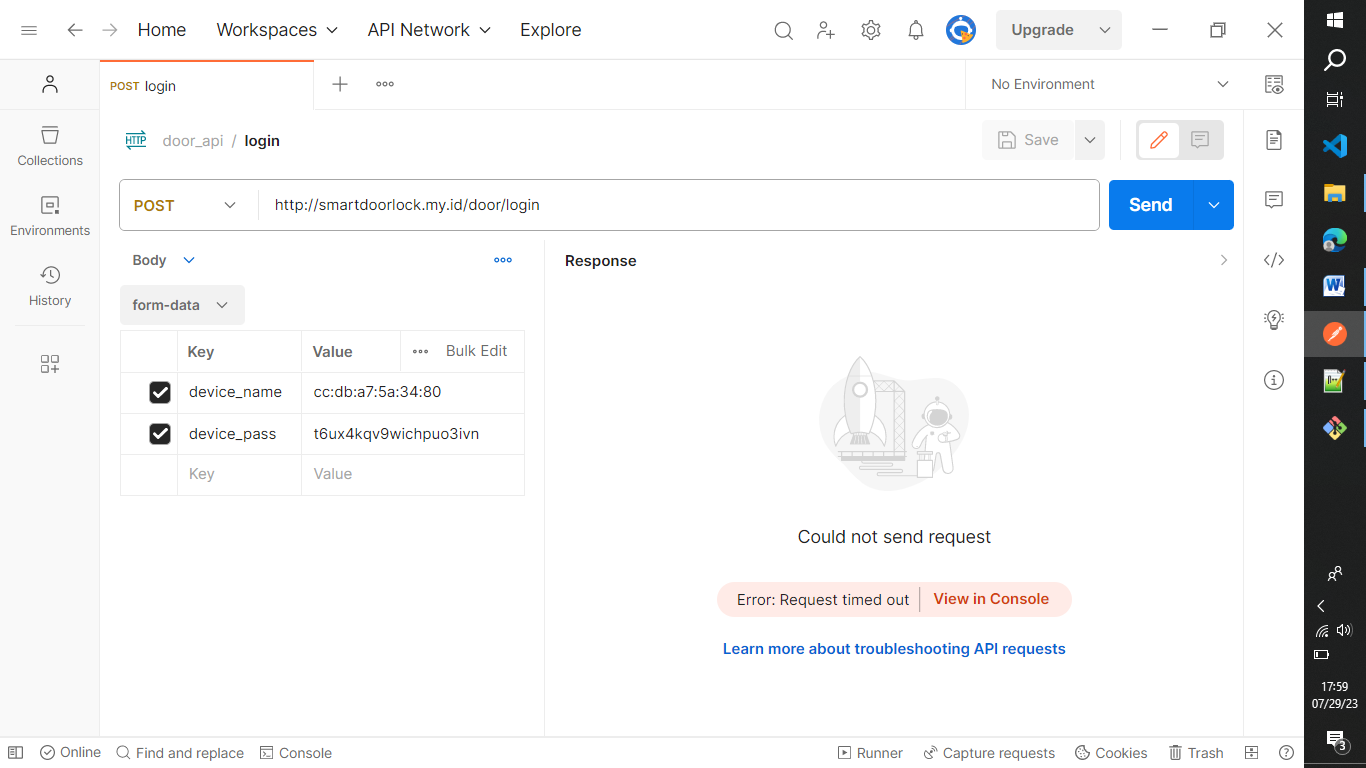 Home Workspaces API Network Explore Upgrade
POST login No Environment
HTTP door_api / login Save
Collections
Environments
History
POST http://smartdoorlock.my.id/door/login Send
Body
form-data
Key Value Bulk Edit
device_name cc:db:a7:5a:34:80
device_pass t6ux4kqv9wichpuo3ivn
Key Value
Response
Could not send request
Error: Request timed out View in Console
Learn more about troubleshooting API requests
Online Find and replace Console Runner Capture requests Cookies Trash
17:59
07/29/23
3